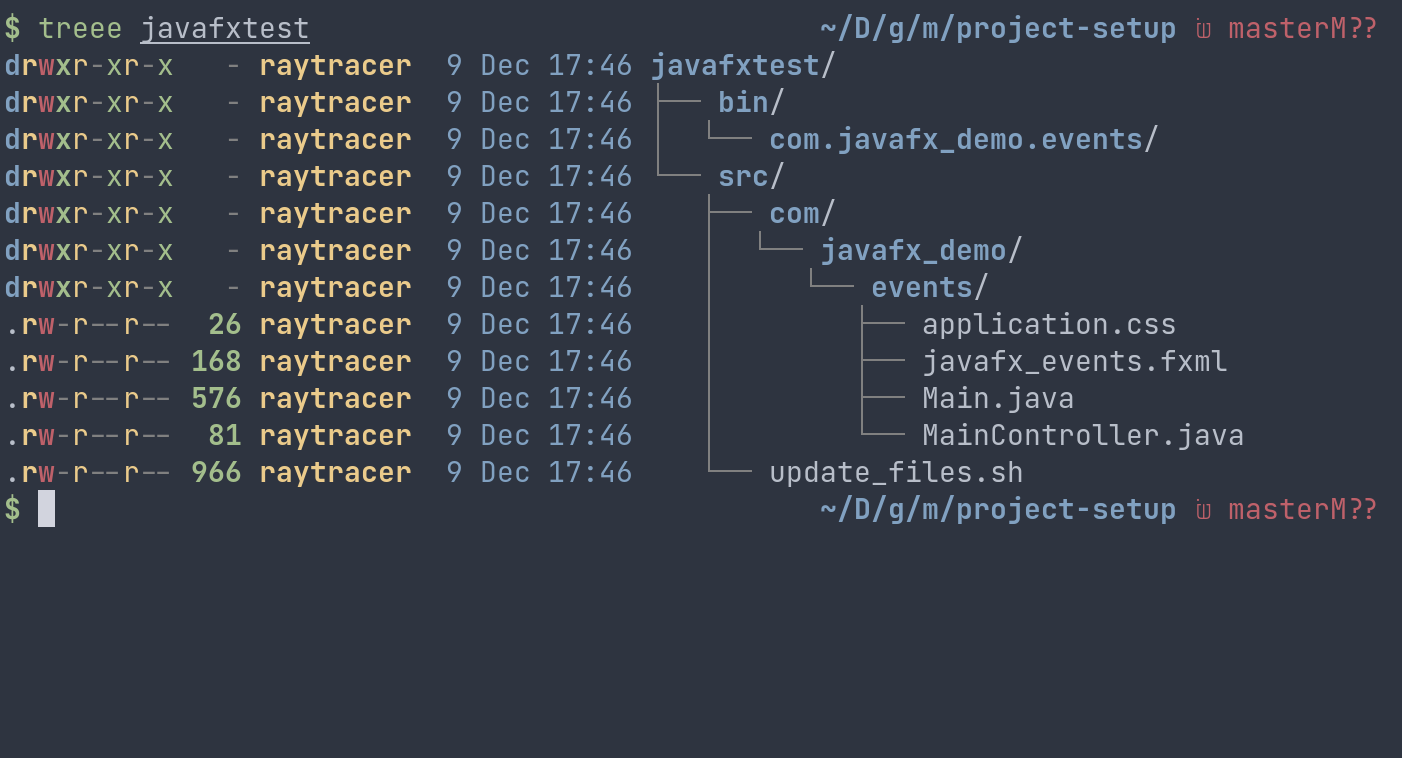 $ treee javafxtest ~/D/g/m/project-setup masterM??
drwxr-xr-x - raytracer 9 Dec 17:46 javafxtest/
drwxr-xr-x - raytracer 9 Dec 17:46 ├── bin/
drwxr-xr-x - raytracer 9 Dec 17:46 │  └── com.javafx_demo.events/
drwxr-xr-x - raytracer 9 Dec 17:46 └── src/
drwxr-xr-x - raytracer 9 Dec 17:46    ├── com/
drwxr-xr-x - raytracer 9 Dec 17:46    │  └── javafx_demo/
drwxr-xr-x - raytracer 9 Dec 17:46    │     └── events/
.rw-r--r-- 26 raytracer 9 Dec 17:46    │        ├── application.css
.rw-r--r-- 168 raytracer 9 Dec 17:46    │        ├── javafx_events.fxml
.rw-r--r-- 576 raytracer 9 Dec 17:46    │        ├── Main.java
.rw-r--r-- 81 raytracer 9 Dec 17:46    │        └── MainController.java
.rw-r--r-- 966 raytracer 9 Dec 17:46    └── update_files.sh
$ ~/D/g/m/project-setup masterM??